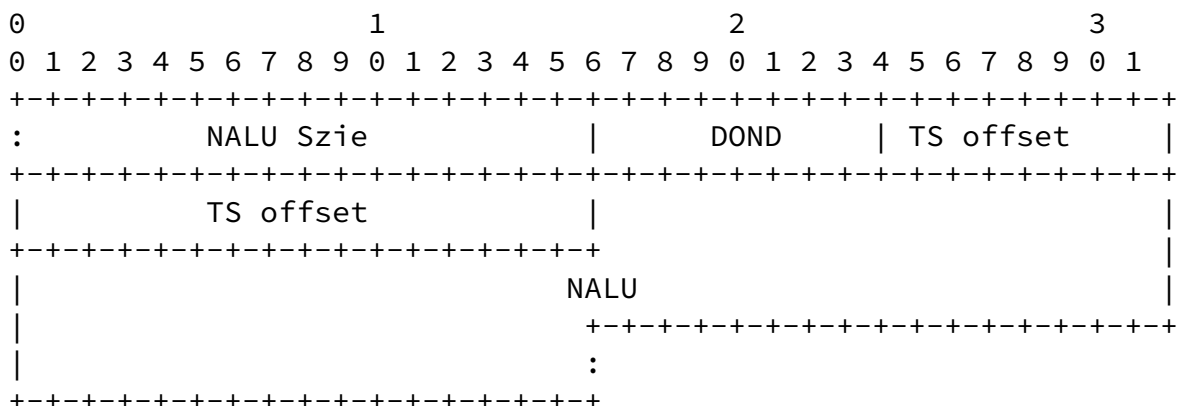 0                   1                   2                   3
0 1 2 3 4 5 6 7 8 9 0 1 2 3 4 5 6 7 8 9 0 1 2 3 4 5 6 7 8 9 0 1
+-+-+-+-+-+-+-+-+-+-+-+-+-+-+-+-+-+-+-+-+-+-+-+-+-+-+-+-+-+-+-+-+
:          NALU Szie            |      DOND     | TS offset     |
+-+-+-+-+-+-+-+-+-+-+-+-+-+-+-+-+-+-+-+-+-+-+-+-+-+-+-+-+-+-+-+-+
|          TS offset            |                               |
+-+-+-+-+-+-+-+-+-+-+-+-+-+-+-+-+                               |
|                              NALU                             |
|                               +-+-+-+-+-+-+-+-+-+-+-+-+-+-+-+-+
|                               :
+-+-+-+-+-+-+-+-+-+-+-+-+-+-+-+-+